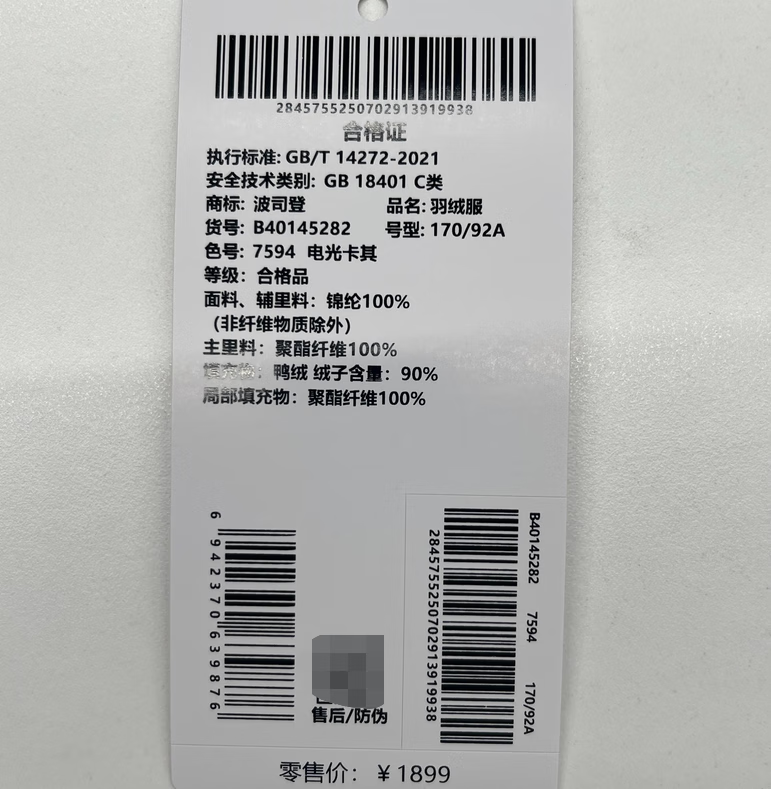 2845755250702913919938
合格证
执行标准: GB/T 14272-2021
安全技术类别: GB 18401 C类
商标: 波司登 品名: 羽绒服
货号: B40145282 号型: 170/92A
色号: 7594 电光卡其
等级: 合格品
面料、辅里料: 锦纶100%
（非纤维物质除外）
主里料: 聚酯纤维100%
填充物: 鸭绒 绒子含量: 90%
局部填充物: 聚酯纤维100%
6942370639876
售后/防伪
2845755250702913919938
B40145282 7594 170/92A
零售价: ￥1899